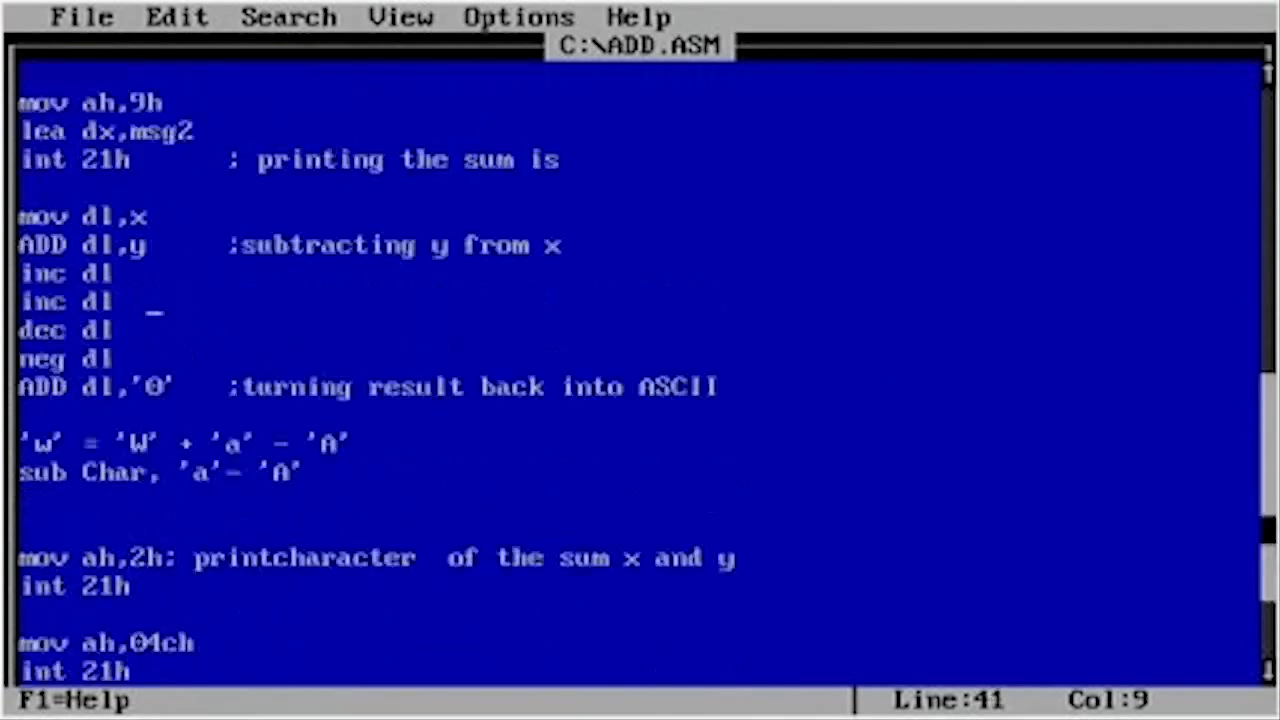 File Edit Search View Options Help
C:\ADD.ASM
mov ah,9h
lea dx,msg2
int 21h ; printing the sum is
mov dl,x
ADD dl,y ;subtracting y from x
inc dl
inc dl _
dec dl
neg dl
ADD dl,'0' ;turning result back into ASCII
'w' = 'W' + 'a' - 'A'
sub Char, 'a'- 'A'
mov ah,2h; printcharacter of the sum x and y
int 21h
mov ah,04ch
int 21h
F1=Help Line:41 Col:9